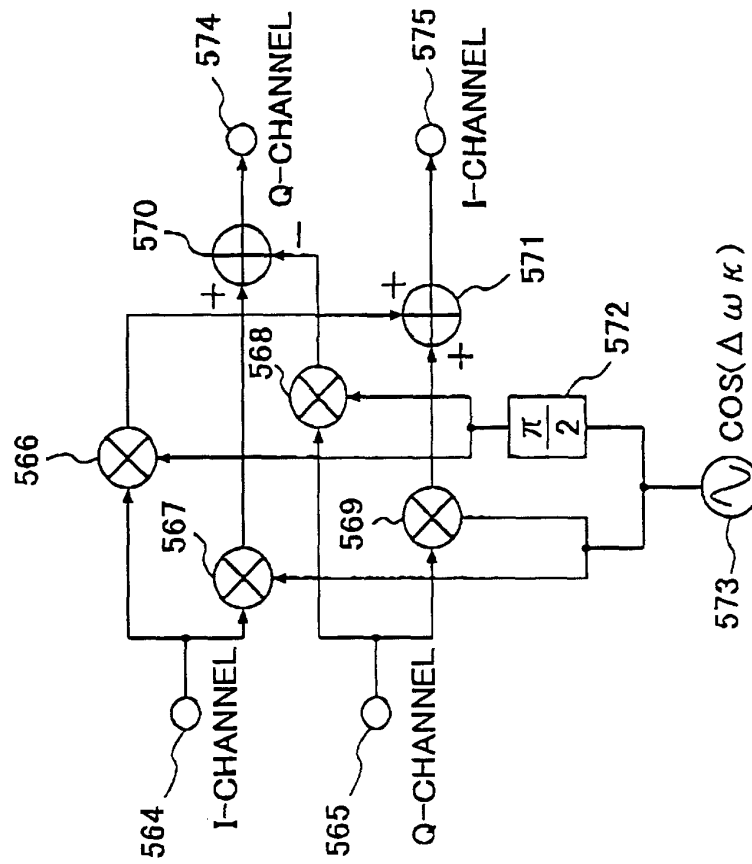 566
564
570
567
574
I-CHANNEL
+
Q-CHANNEL
568
−
565
569
+
575
Q-CHANNEL
+
I-CHANNEL
571
π
2
572
573
COS(Δωκ)